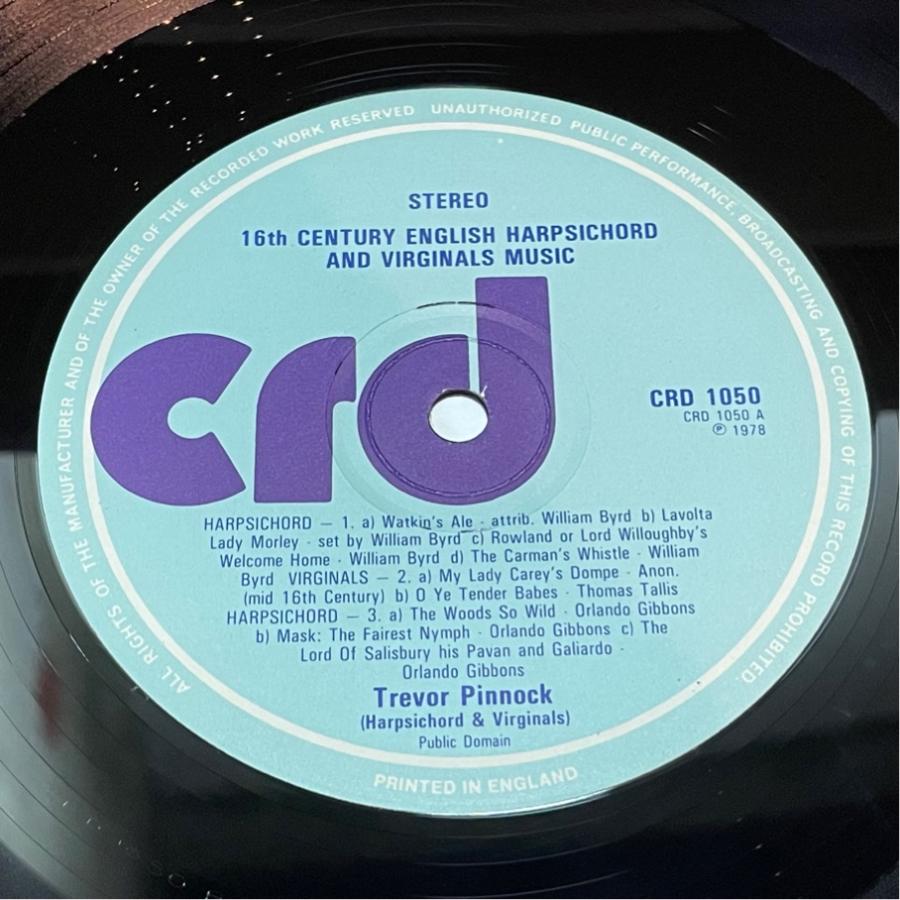 ALL RIGHTS OF THE MANUFACTURER AND OF THE OWNER OF THE RECORDED WORK RESERVED UNAUTHORIZED PUBLIC PERFORMANCE, BROADCASTING AND COPYING OF THIS RECORD PROHIBITED.
STEREO
16th CENTURY ENGLISH HARPSICHORD
AND VIRGINALS MUSIC
crd
CRD 1050
CRD 1050 A
℗ 1978
HARPSICHORD — 1. a) Watkin's Ale · attrib. William Byrd b) Lavolta
Lady Morley · set by William Byrd c) Rowland or Lord Willoughby's
Welcome Home · William Byrd d) The Carman's Whistle · William
Byrd VIRGINALS — 2. a) My Lady Carey's Dompe · Anon.
(mid 16th Century) b) O Ye Tender Babes · Thomas Tallis
HARPSICHORD — 3. a) The Woods So Wild · Orlando Gibbons
b) Mask: The Fairest Nymph · Orlando Gibbons c) The
Lord Of Salisbury his Pavan and Galiardo ·
Orlando Gibbons
Trevor Pinnock
(Harpsichord & Virginals)
Public Domain
PRINTED IN ENGLAND